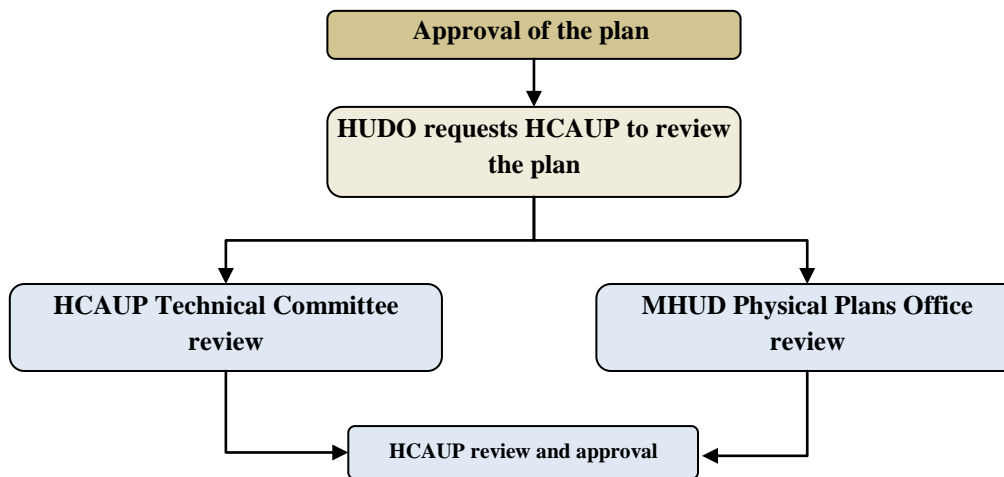 Approval of the plan
HUDO requests HCAUP to review
the plan
HCAUP Technical Committee
review
MHUD Physical Plans Office
review
HCAUP review and approval